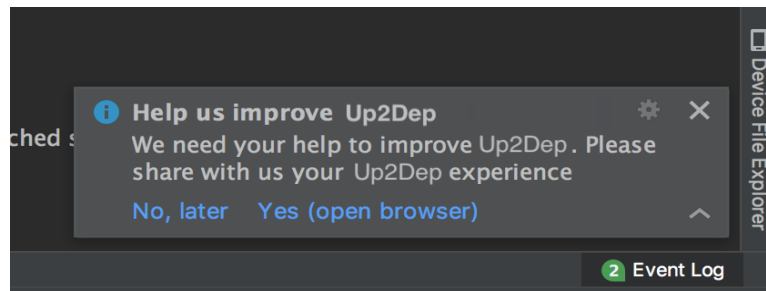 Help us improve Up2Dep
ched s
We need your help to improve Up2Dep. Please
share with us your Up2Dep experience
No, later Yes (open browser)
Device File Explorer
2 Event Log